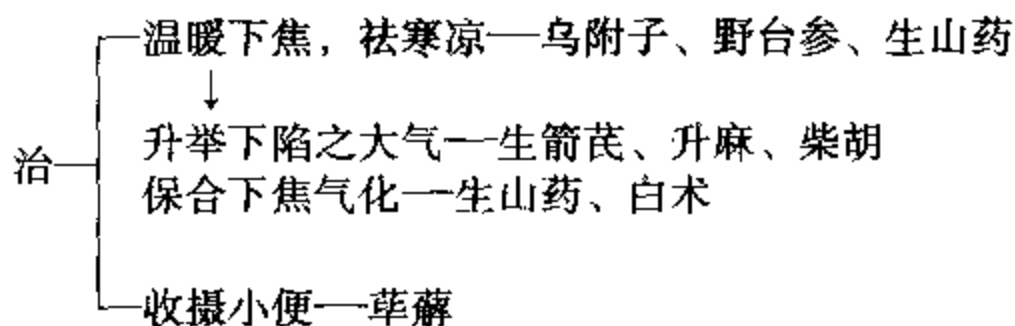 温暖下焦，祛寒凉—乌附子、野台参、生山药
↓
升举下陷之大气—生箭芪、升麻、柴胡
治
保合下焦气化—生山药、白术
收摄小便—萆薢